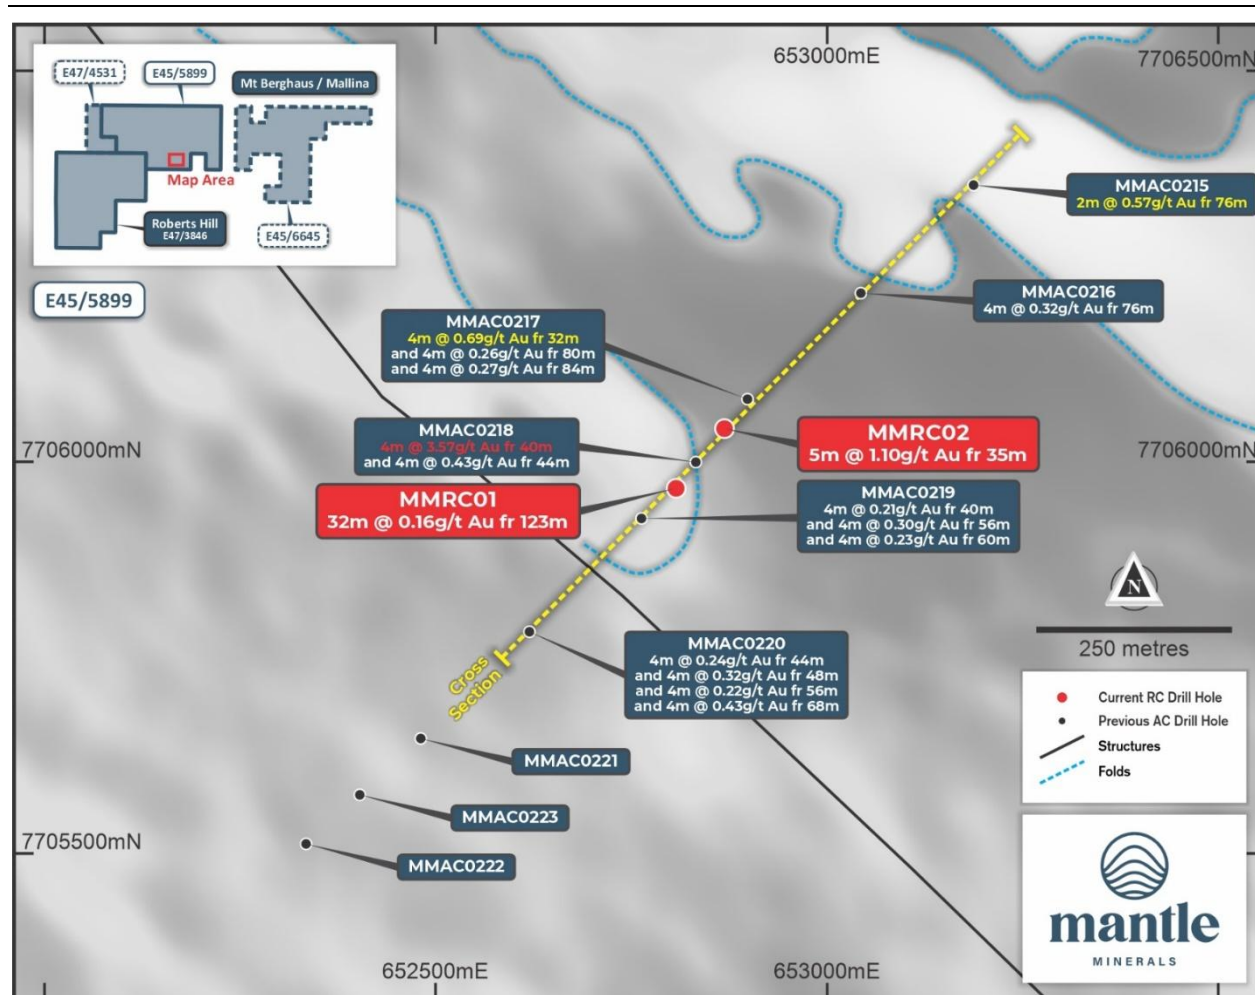 653000mE
7706500mN
E47/4531
E45/5899
Mt Berghaus / Mallina
Map Area
Roberts Hill
E47/3846
E45/6645
E45/5899
MMAC0215
2m @ 0.57g/t Au fr 76m
MMAC0216
4m @ 0.32g/t Au fr 76m
MMAC0217
4m @ 0.69g/t Au fr 32m
and 4m @ 0.26g/t Au fr 80m
and 4m @ 0.27g/t Au fr 84m
MMAC0218
4m @ 3.57g/t Au fr 40m
and 4m @ 0.43g/t Au fr 44m
MMRC02
5m @ 1.10g/t Au fr 35m
7706000mN
7706000mN
MMRC01
32m @ 0.16g/t Au fr 123m
MMAC0219
4m @ 0.21g/t Au fr 40m
and 4m @ 0.30g/t Au fr 56m
and 4m @ 0.23g/t Au fr 60m
N
250 metres
MMAC0220
4m @ 0.24g/t Au fr 44m
and 4m @ 0.32g/t Au fr 48m
and 4m @ 0.22g/t Au fr 56m
and 4m @ 0.43g/t Au fr 68m
Cross
Section
Current RC Drill Hole
Previous AC Drill Hole
Structures
Folds
MMAC0221
MMAC0223
7705500mN
MMAC0222
mantle
MINERALS
652500mE
653000mE